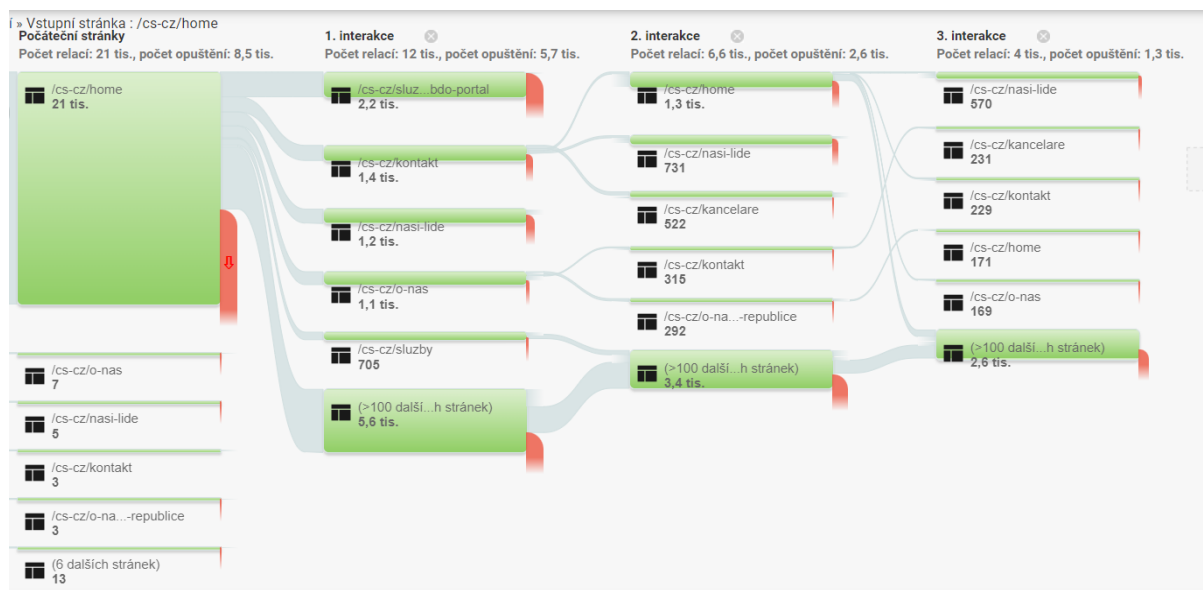 í » Vstupní stránka : /cs-cz/home
Počáteční stránky
Počet relací: 21 tis., počet opuštění: 8,5 tis.
/cs-cz/home
21 tis.
/cs-cz/o-nas
7
/cs-cz/nasi-lide
5
/cs-cz/kontakt
3
/cs-cz/o-na...-republice
3
(6 dalších stránek)
13
1. interakce
Počet relací: 12 tis., počet opuštění: 5,7 tis.
/cs-cz/sluz...bdo-portal
2,2 tis.
/cs-cz/kontakt
1,4 tis.
/cs-cz/nasi-lide
1,2 tis.
/cs-cz/o-nas
1,1 tis.
/cs-cz/sluzby
705
(>100 další...h stránek)
5,6 tis.
2. interakce
Počet relací: 6,6 tis., počet opuštění: 2,6 tis.
/cs-cz/home
1,3 tis.
/cs-cz/nasi-lide
731
/cs-cz/kancelare
522
/cs-cz/kontakt
315
/cs-cz/o-na...-republice
292
(>100 další...h stránek)
3,4 tis.
3. interakce
Počet relací: 4 tis., počet opuštění: 1,3 tis.
/cs-cz/nasi-lide
570
/cs-cz/kancelare
231
/cs-cz/kontakt
229
/cs-cz/home
171
/cs-cz/o-nas
169
(>100 další...h stránek)
2,6 tis.